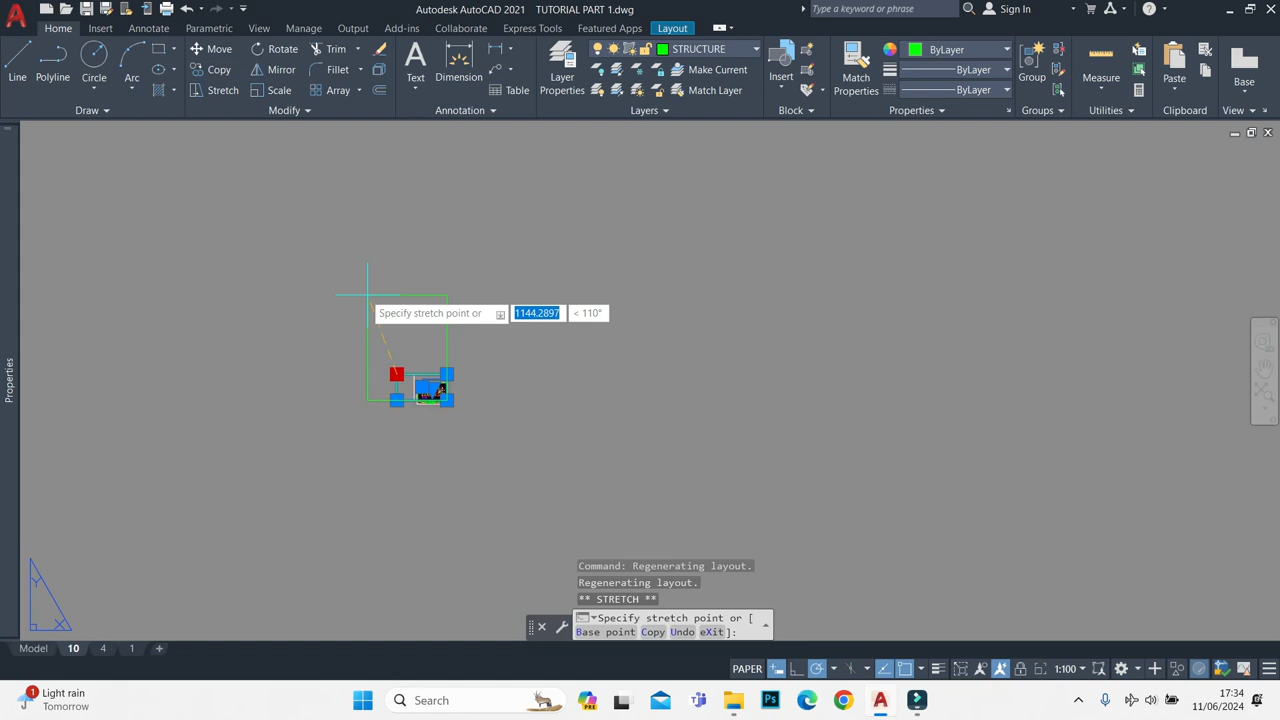 Autodesk AutoCAD 2021 TUTORIAL PART 1.dwg
Type a keyword or phrase
Sign In
Home Insert Annotate Parametric View Manage Output Add-ins Collaborate Express Tools Featured Apps Layout
Line
Polyline
Circle
Arc
Move
Rotate
Trim
Copy
Mirror
Fillet
Stretch
Scale
Array
Text
Dimension
Table
Layer
Properties
STRUCTURE
Make Current
Match Layer
Insert
Match
Properties
ByLayer
ByLayer
ByLayer
Group
Measure
Paste
Base
Draw Modify Annotation Layers Block Properties Groups Utilities Clipboard View
Properties
Specify stretch point or 1144.2897 < 110°
Y
X
Command: Regenerating layout.
Regenerating layout.
** STRETCH **
Specify stretch point or [
Base point Copy Undo eXit]:
Model 10 4 1 +
PAPER 1:100
1
Light rain
Tomorrow
Search
PRE
Ps
A
17:34
11/06/2024